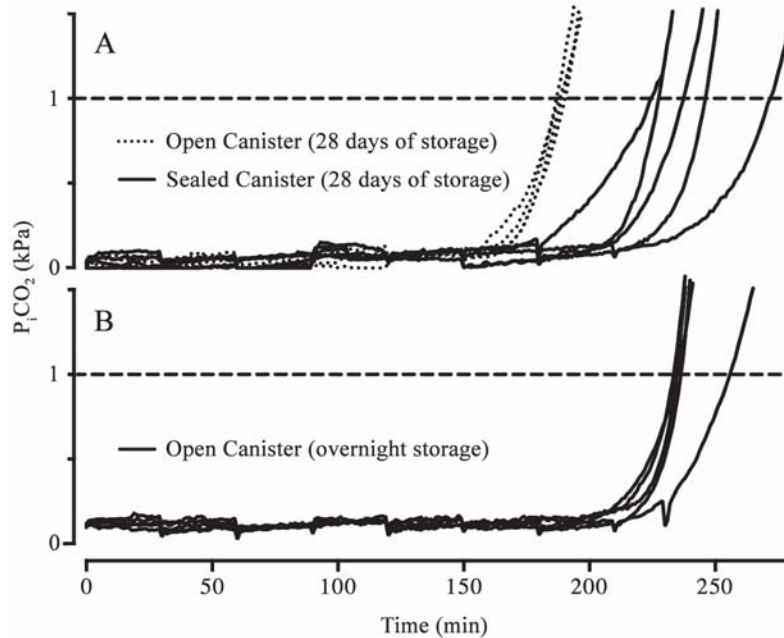 A
1
Open Canister (28 days of storage)
Sealed Canister (28 days of storage)
0
PiCO2 (kPa)
B
1
Open Canister (overnight storage)
0
0 50 100 150 200 250
Time (min)